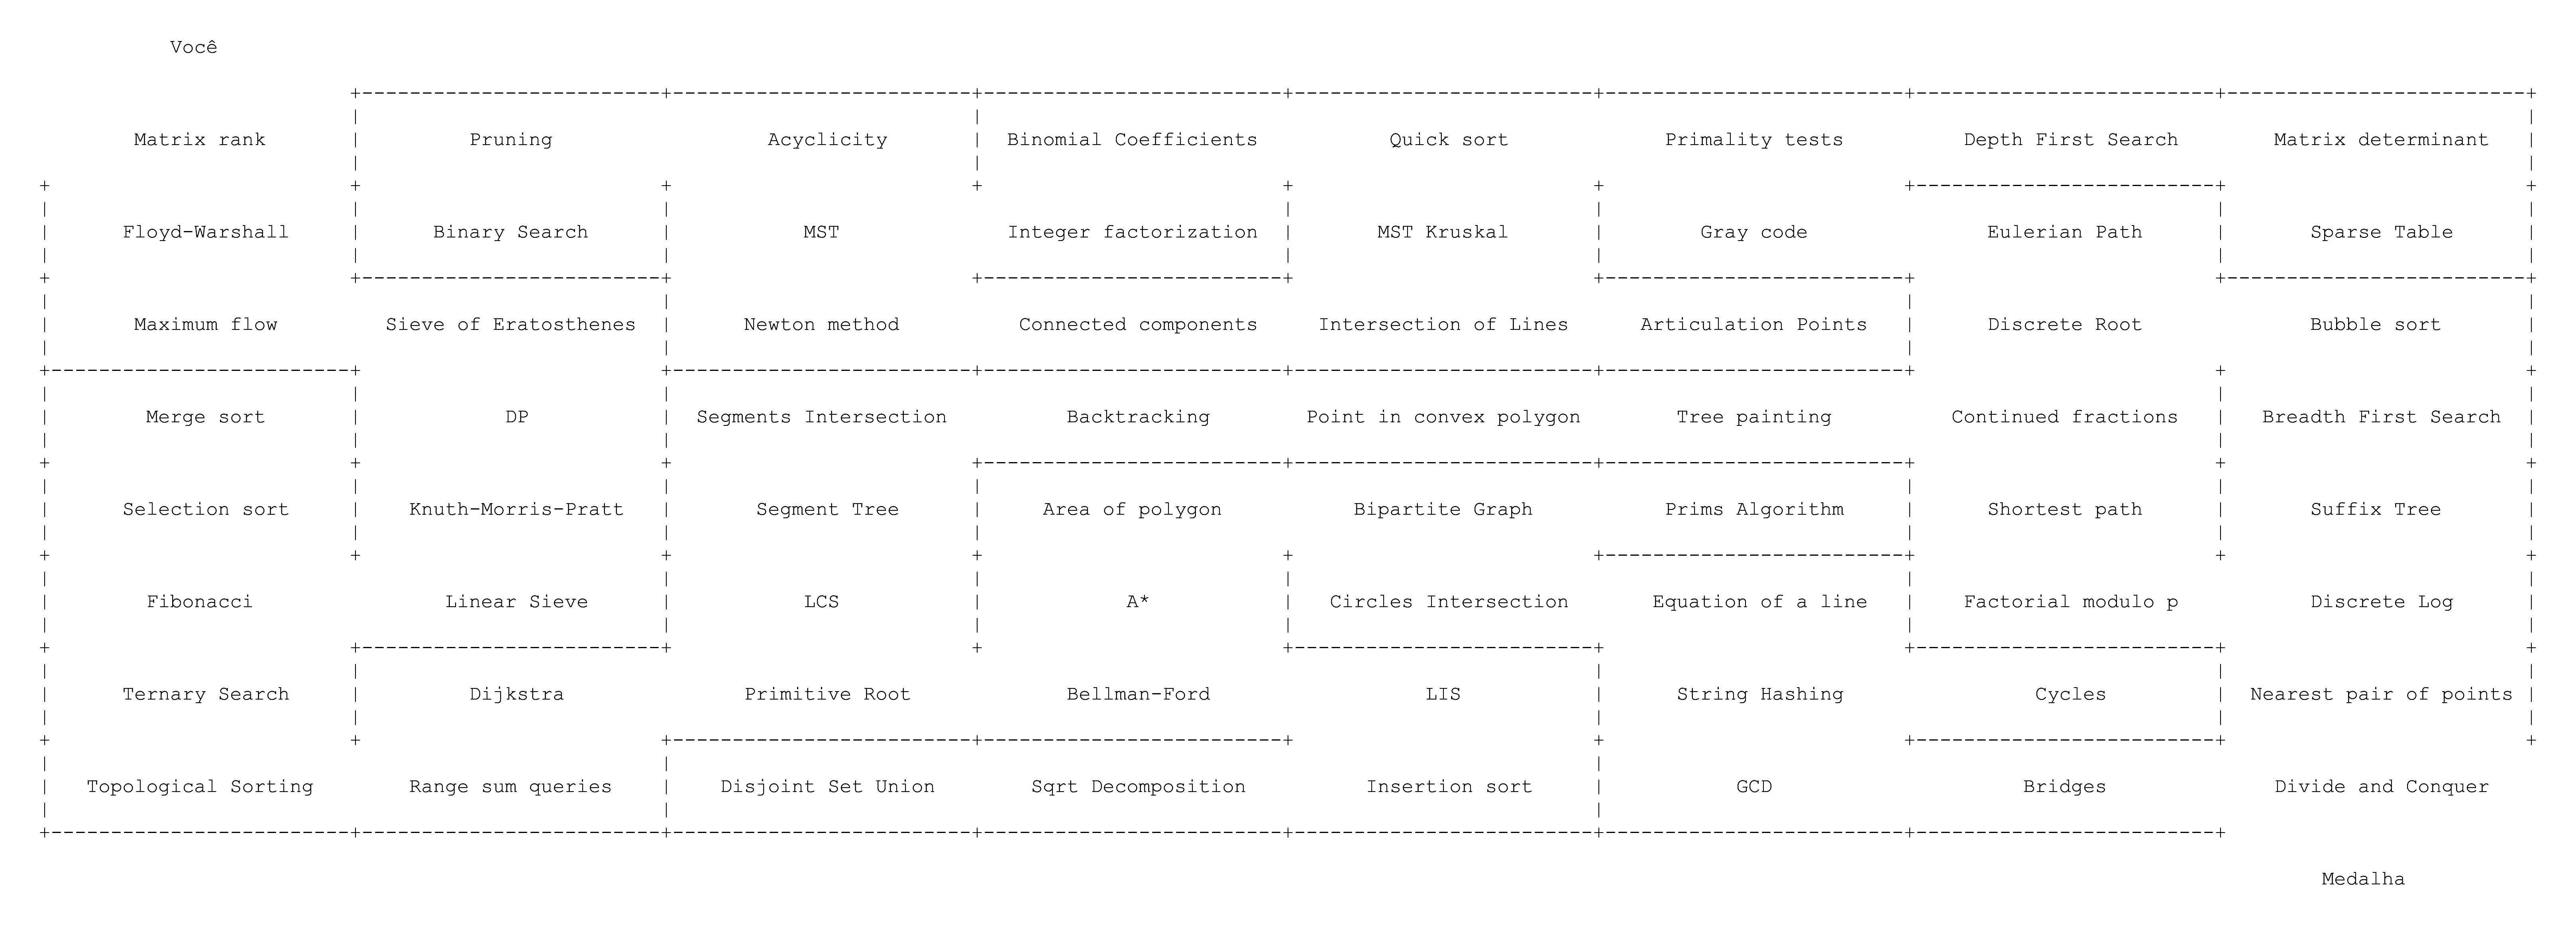 Você
Matrix rank Pruning Acyclicity Binomial Coefficients Quick sort Primality tests Depth First Search Matrix determinant
Floyd-Warshall Binary Search MST Integer factorization MST Kruskal Gray code Eulerian Path Sparse Table
Maximum flow Sieve of Eratosthenes Newton method Connected components Intersection of Lines Articulation Points Discrete Root Bubble sort
Merge sort DP Segments Intersection Backtracking Point in convex polygon Tree painting Continued fractions Breadth First Search
Selection sort Knuth-Morris-Pratt Segment Tree Area of polygon Bipartite Graph Prims Algorithm Shortest path Suffix Tree
Fibonacci Linear Sieve LCS A* Circles Intersection Equation of a line Factorial modulo p Discrete Log
Ternary Search Dijkstra Primitive Root Bellman-Ford LIS String Hashing Cycles Nearest pair of points
Topological Sorting Range sum queries Disjoint Set Union Sqrt Decomposition Insertion sort GCD Bridges Divide and Conquer
Medalha